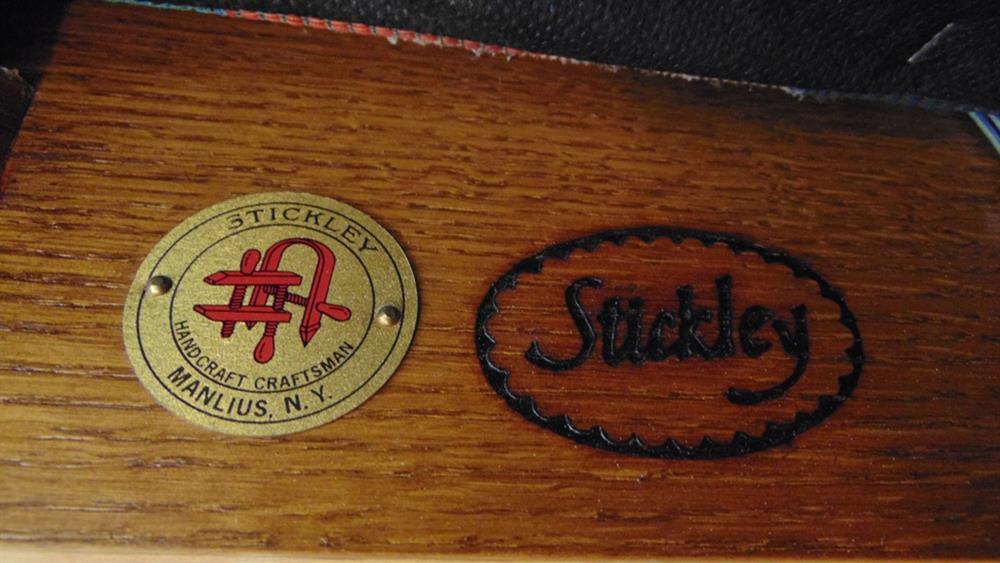 STICKLEY
HANDCRAFT CRAFTSMAN
MANLIUS, N. Y.
Stickley